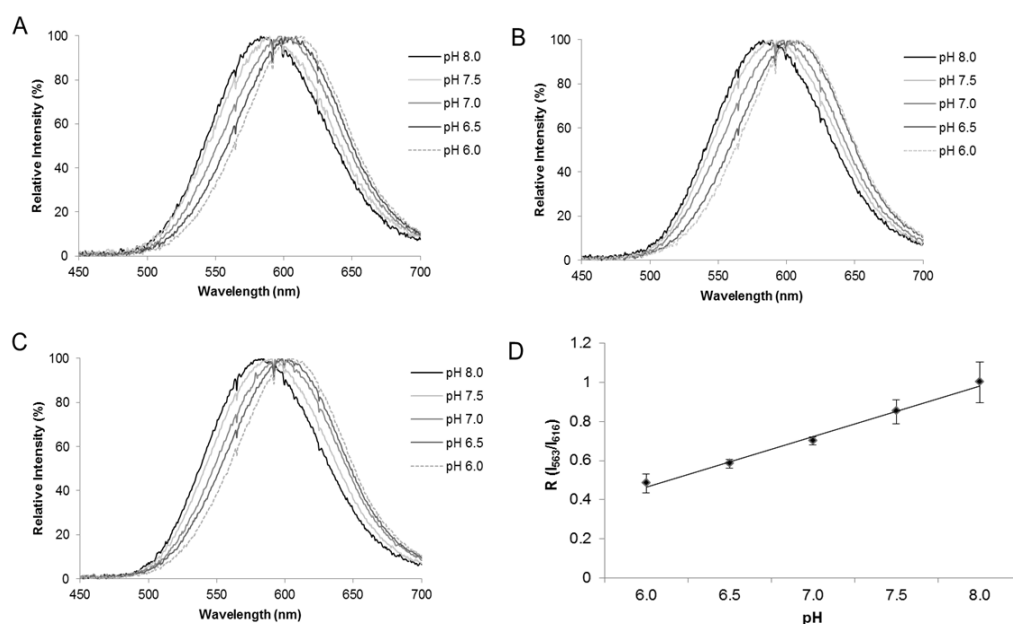 A
Relative Intensity (%)
100
80
60
40
20
0
450 500 550 600 650 700
Wavelength (nm)
pH 8.0
pH 7.5
pH 7.0
pH 6.5
pH 6.0
B
Relative Intensity (%)
100
80
60
40
20
0
450 500 550 600 650 700
Wavelength (nm)
pH 8.0
pH 7.5
pH 7.0
pH 6.5
pH 6.0
C
Relative Intensity (%)
100
80
60
40
20
0
450 500 550 600 650 700
Wavelength (nm)
pH 8.0
pH 7.5
pH 7.0
pH 6.5
pH 6.0
D
R (I₅₆₃/I₆₁₆)
1.2
1
0.8
0.6
0.4
0.2
0
6.0 6.5 7.0 7.5 8.0
pH